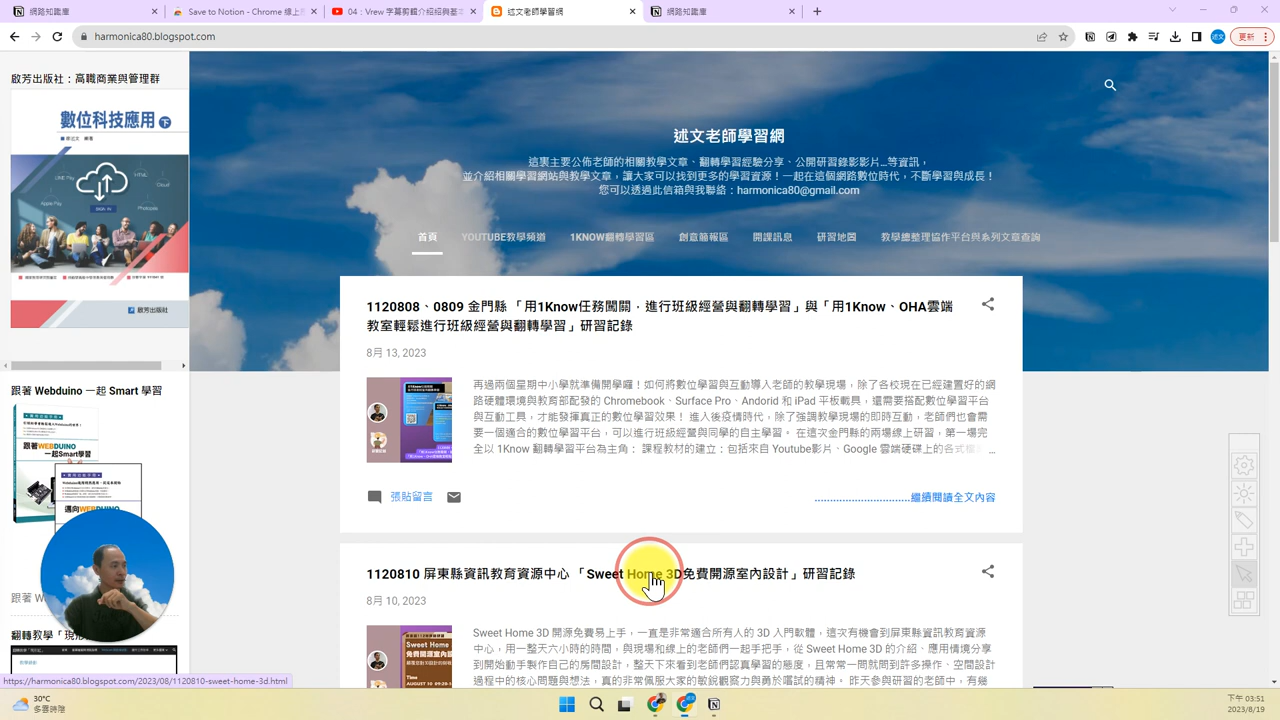 網路知識庫
Save to Notion - Chrome 線上應
04：Vrew 字幕剪輯介紹紹與基本
述文老師學習網
網路知識庫
harmonica80.blogspot.com
述文
更新
啟芳出版社：高職商業與管理群
數位科技應用 下
LINE Pay
HTML
Cloud
Apple Pay
SIGN IN
Photopea
啟芳出版社
跟著 Webduino 一起 Smart 學習
跟著WEBDUINO
一起Smart學習
邁向WEBDUINO
跟著 W
述文老師學習網
這裏主要公佈老師的相關教學文章、翻轉學習經驗分享、公開研習錄影影片...等資訊，
並介紹相關學習網站與教學文章，讓大家可以找到更多的學習資源！一起在這個網路數位時代，不斷學習與成長！
您可以透過此信箱與我聯絡：harmonica80@gmail.com
首頁
YOUTUBE教學頻道
1KNOW翻轉學習區
創意簡報區
開課訊息
研習地圖
教學總整理協作平台與系列文章查詢
1120808、0809 金門縣 「用1Know任務闖關．進行班級經營與翻轉學習」與「用1Know、OHA雲端
教室輕鬆進行班級經營與翻轉學習」研習記錄
8月 13, 2023
再過兩個星期中小學就準備開學囉！如何將數位學習與互動導入老師的教學現場，除了各校現在已經建置好的網
路硬體環境與教育部配發的 Chromebook、Surface Pro、Andorid 和 iPad 平板載具，還需要搭配數位學習平台
與互動工具，才能發揮真正的數位學習效果！ 進入後疫情時代，除了強調教學現場的即時互動，老師們也會需
要一個適合的數位學習平台，可以進行班級經營與同學的自主學習。 在這次金門縣的兩場線上研習，第一場完
全以 1Know 翻轉學習平台為主角： 課程教材的建立：包括來自 Youtube影片、Google 雲端硬碟上的各式檔 ...
張貼留言
..............................繼續閱讀全文內容
1120810 屏東縣資訊教育資源中心 「Sweet Home 3D免費開源室內設計」研習記錄
8月 10, 2023
Sweet Home
免費開源室內設計
Time
Sweet Home 3D 開源免費易上手，一直是非常適合所有人的 3D 入門軟體，這次有機會到屏東縣資訊教育資源
中心，用一整天六小時的時間，與現場和線上的老師們一起手把手，從 Sweet Home 3D 的介紹、應用情境分享
到開始動手製作自己的房間設計，整天下來看到老師們認真學習的態度，且常常一問就問到許多操作、空間設計
過程中的核心問題與想法，真的非常佩服大家的敏銳觀察力與勇於嚐試的精神。 昨天參與研習的老師中，有幾
https://harmonica80.blogspot.com/2023/08/1120810-sweet-home-3d.html
30°C
多雲時陰
下午 03:51
2023/8/19